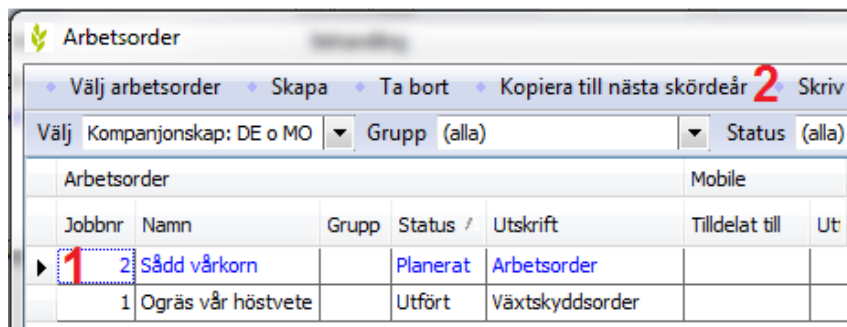 Arbetsorder
Välj arbetsorder Skapa Ta bort Kopiera till nästa skördeår 2 Skriv
Välj Kompanjonskap: DE o MO Grupp (alla) Status (alla)
Arbetsorder Mobile
Jobbnr Namn Grupp Status Utskrift Tilldelat till Ut
1 2 Sådd vårkorn Planerat Arbetsorder
1 Ogräs vår höstvete Utfört Växtskyddsorder